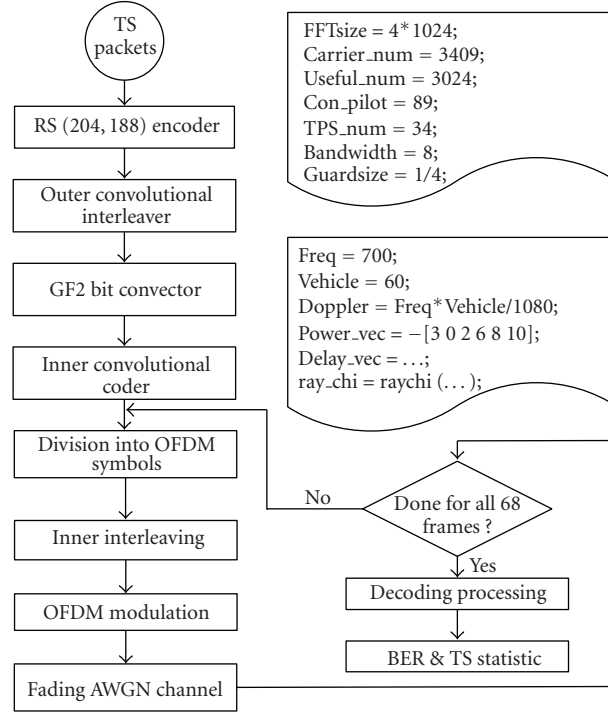 TS
packets
RS (204, 188) encoder
Outer convolutional
interleaver
GF2 bit convector
Inner convolutional
coder
Division into OFDM
symbols
Inner interleaving
OFDM modulation
Fading AWGN channel
FFTsize = 4*1024;
Carrier_num = 3409;
Useful_num = 3024;
Con_pilot = 89;
TPS_num = 34;
Bandwidth = 8;
Guardsize = 1/4;
Freq = 700;
Vehicle = 60;
Doppler = Freq*Vehicle/1080;
Power_vec = −[3 0 2 6 8 10];
Delay_vec = ...;
ray_chi = raychi (...);
No
Done for all 68
frames ?
Yes
Decoding processing
BER & TS statistic